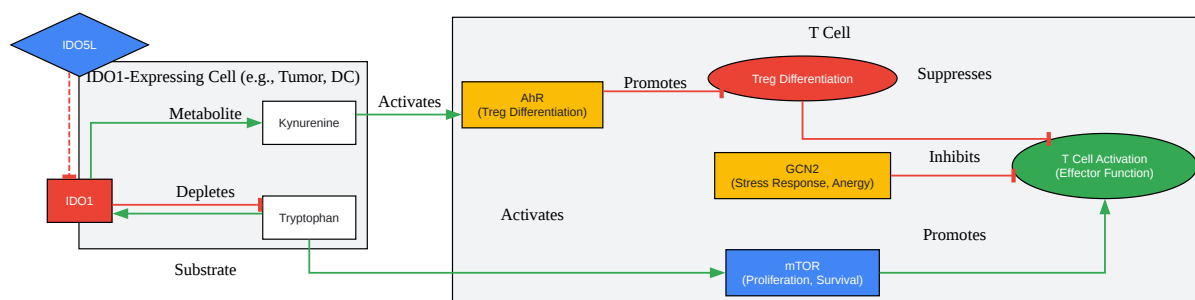 T Cell
IDO5L
IDO1-Expressing Cell (e.g., Tumor, DC)
Suppresses
Treg Differentiation
Promotes
Activates
AhR
(Treg Differentiation)
Metabolite
Kynurenine
Inhibits
GCN2
(Stress Response, Anergy)
T Cell Activation
(Effector Function)
Depletes
IDO1
Tryptophan
Activates
Promotes
Substrate
mTOR
(Proliferation, Survival)